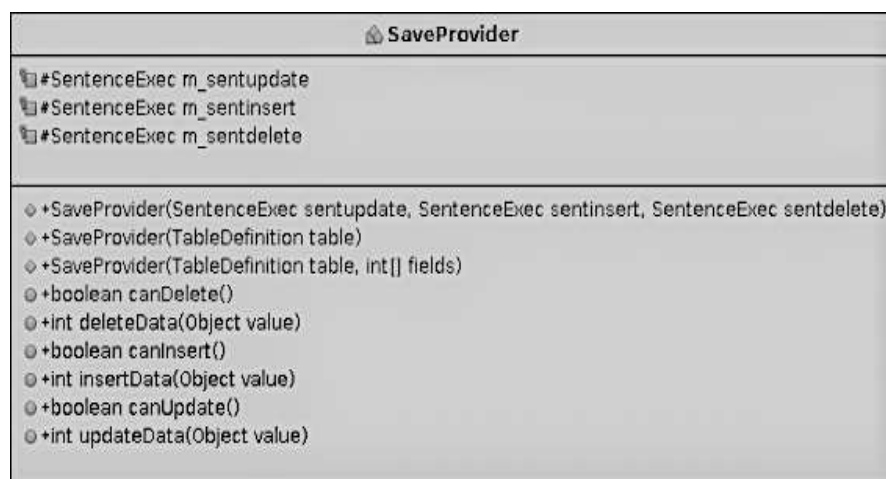 SaveProvider
#SentenceExec m_sentupdate
#SentenceExec m_sentinsert
#SentenceExec m_sentdelete
+SaveProvider(SentenceExec sentupdate, SentenceExec sentinsert, SentenceExec sentdelete)
+SaveProvider(TableDefinition table)
+SaveProvider(TableDefinition table, int[] fields)
+boolean canDelete()
+int deleteData(Object value)
+boolean canInsert()
+int insertData(Object value)
+boolean canUpdate()
+int updateData(Object value)